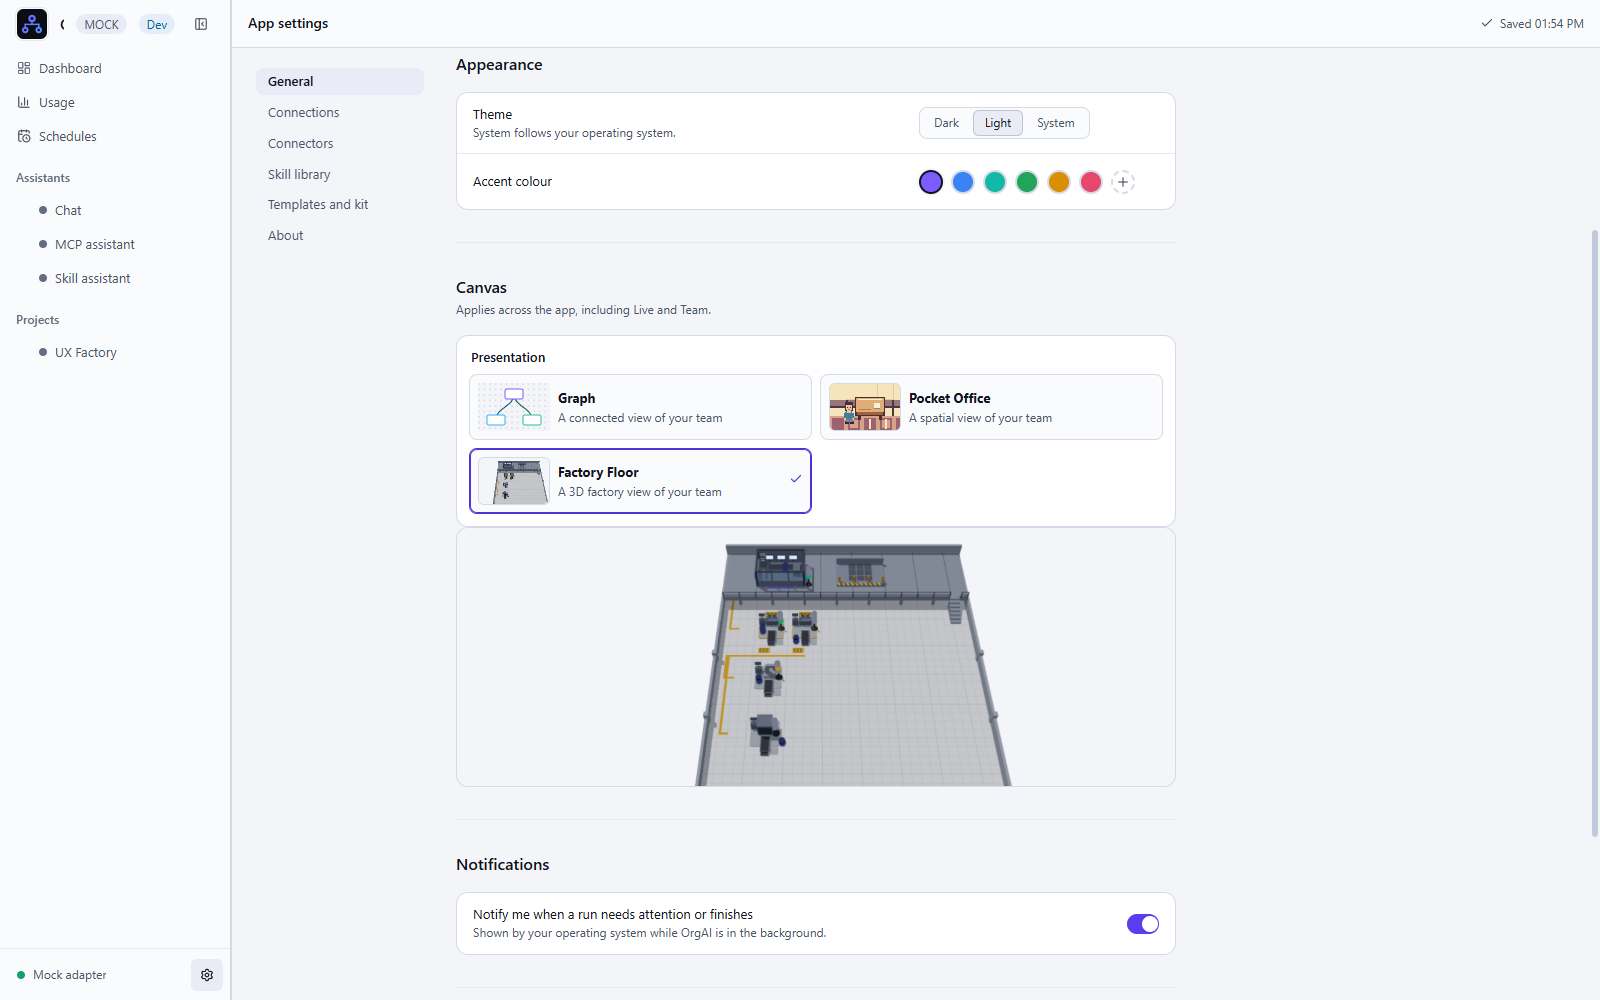 MOCK
Dev
App settings
Saved 01:54 PM
Dashboard
Usage
Schedules
Assistants
Chat
MCP assistant
Skill assistant
Projects
UX Factory
Mock adapter
General
Connections
Connectors
Skill library
Templates and kit
About
Appearance
Theme
System follows your operating system.
Dark
Light
System
Accent colour
Canvas
Applies across the app, including Live and Team.
Presentation
Graph
A connected view of your team
Pocket Office
A spatial view of your team
Factory Floor
A 3D factory view of your team
Notifications
Notify me when a run needs attention or finishes
Shown by your operating system while OrgAI is in the background.